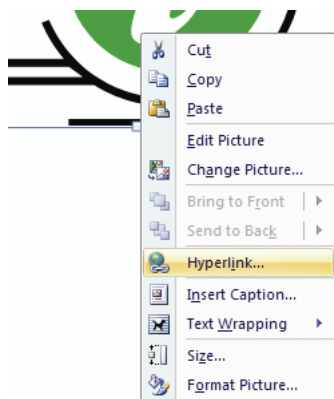 Cut
Copy
Paste
Edit Picture
Change Picture...
Bring to Front
Send to Back
Hyperlink...
Insert Caption...
Text Wrapping
Size...
Format Picture...